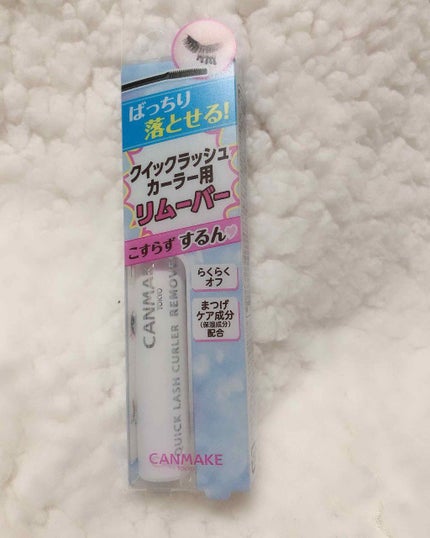 ばっちり
落とせる!
クイックラッシュ
カーラー用
リムーバー
こすらず するん♡
らくらく
オフ
まつげ
ケア成分
(保湿成分)
配合
CANMAKE
TOKYO
QUICK LASH CURLER REMOVE
CANMAKE
TOKYO